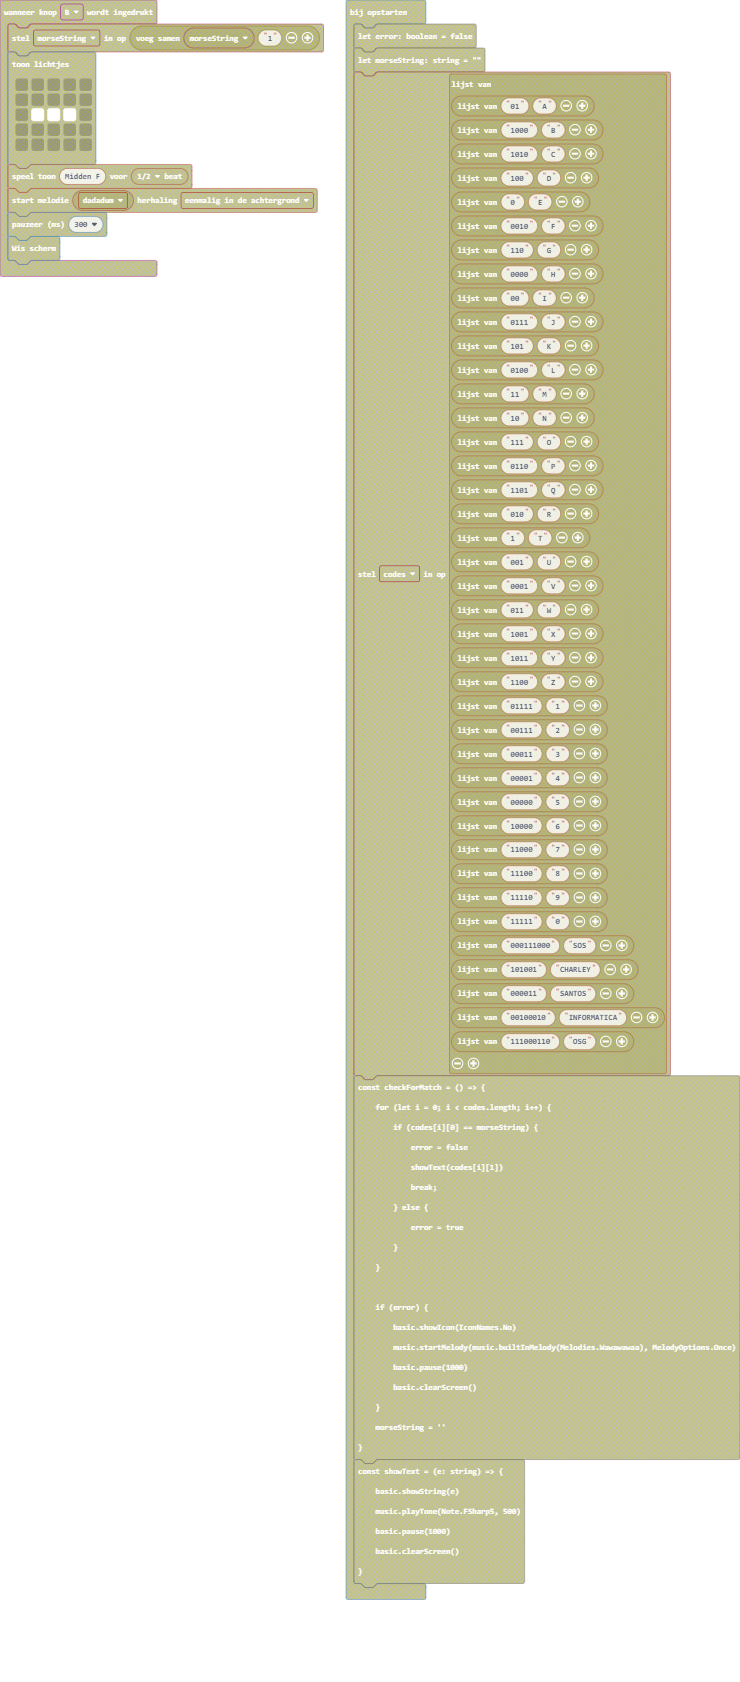 wanneer knop B wordt ingedrukt
stel morseString in op voeg samen morseString "1"
toon lichtjes
speel toon Midden F voor 1/2 beat
start melodie dadadum herhaling eenmalig in de achtergrond
pauzeer (ms) 300
Wis scherm
bij opstarten
let error: boolean = false
let morseString: string = ""
stel codes in op
lijst van
lijst van "01" "A"
lijst van "1000" "B"
lijst van "1010" "C"
lijst van "100" "D"
lijst van "0" "E"
lijst van "0010" "F"
lijst van "110" "G"
lijst van "0000" "H"
lijst van "00" "I"
lijst van "0111" "J"
lijst van "101" "K"
lijst van "0100" "L"
lijst van "11" "M"
lijst van "10" "N"
lijst van "111" "O"
lijst van "0110" "P"
lijst van "1101" "Q"
lijst van "010" "R"
lijst van "1" "T"
lijst van "001" "U"
lijst van "0001" "V"
lijst van "011" "W"
lijst van "1001" "X"
lijst van "1011" "Y"
lijst van "1100" "Z"
lijst van "01111" "1"
lijst van "00111" "2"
lijst van "00011" "3"
lijst van "00001" "4"
lijst van "00000" "5"
lijst van "10000" "6"
lijst van "11000" "7"
lijst van "11100" "8"
lijst van "11110" "9"
lijst van "11111" "0"
lijst van "000111000" "SOS"
lijst van "101001" "CHARLEY"
lijst van "000011" "SANTOS"
lijst van "00100010" "INFORMATICA"
lijst van "111000110" "OSG"
const checkForMatch = () => {
for (let i = 0; i < codes.length; i++) {
if (codes[i][0] == morseString) {
error = false
showText(codes[i][1])
break;
} else {
error = true
}
}
if (error) {
basic.showIcon(IconNames.No)
music.startMelody(music.builtInMelody(Melodies.Wawawawaa), MelodyOptions.Once)
basic.pause(1000)
basic.clearScreen()
}
morseString = ''
}
const showText = (e: string) => {
basic.showString(e)
music.playTone(Note.FSharp5, 500)
basic.pause(1000)
basic.clearScreen()
}